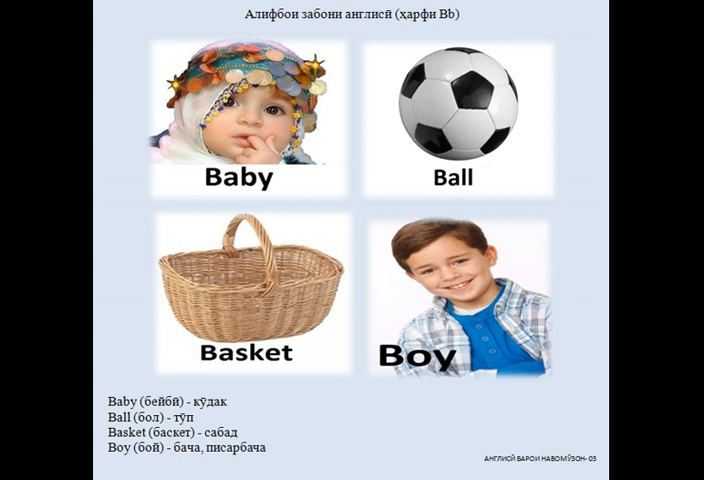 Алифбои забони англисӣ (ҳарфи Bb)
Baby
Ball
Basket
Boy
Baby (бейбӣ) - кӯдак
Ball (бол) - тӯп
Basket (баскет) - сабад
Boy (бой) - бача, писарбача
АНГЛИСӢ БАРОИ НАВОМӮЗОН- 03